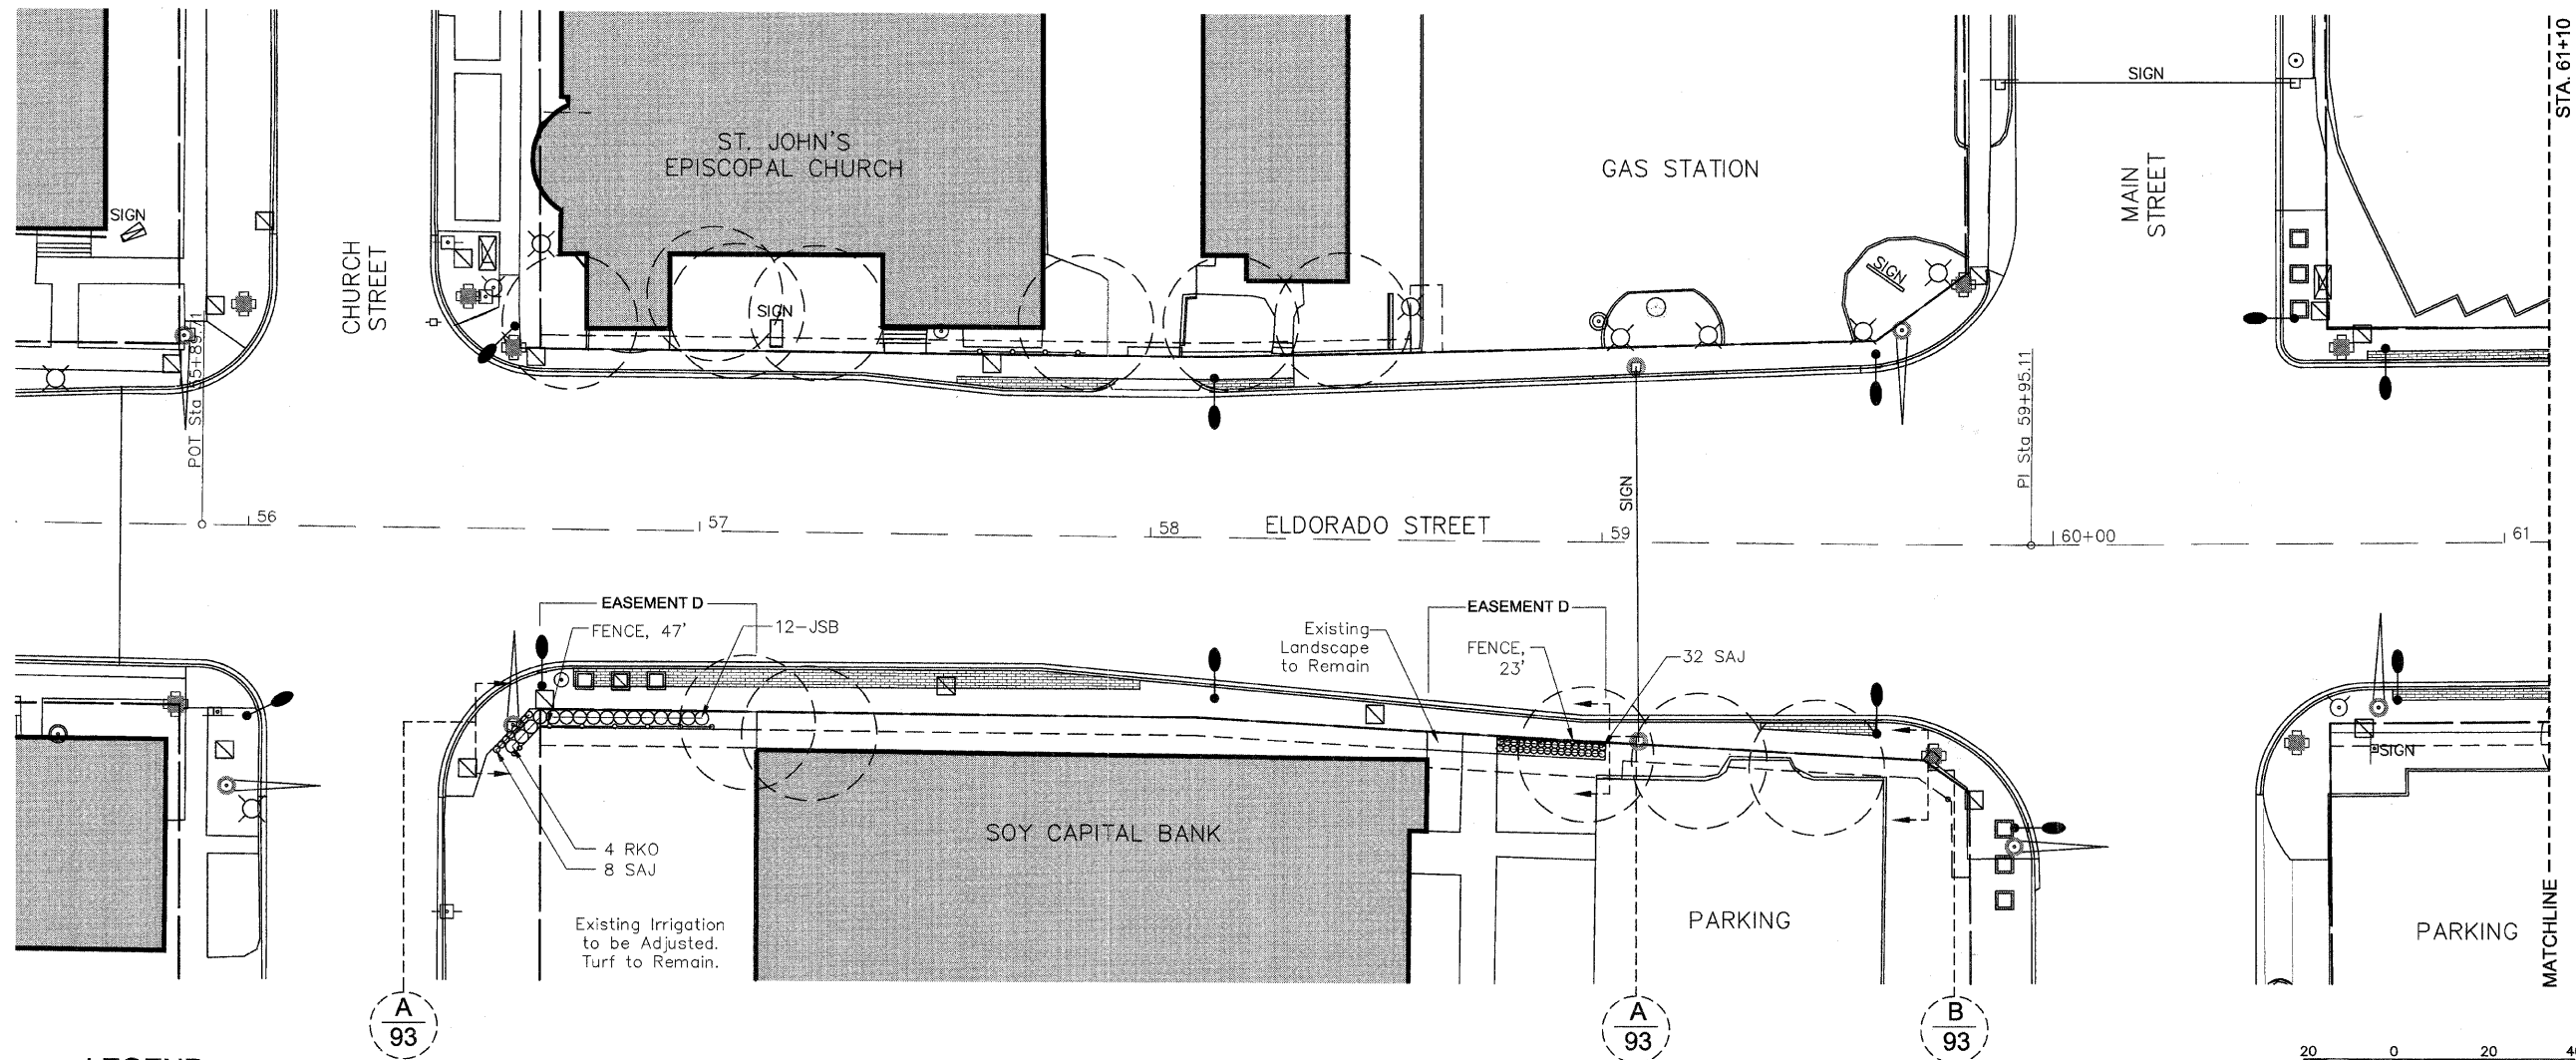 STA. 61+10
SIGN
SIGN
ST. JOHN'S
EPISCOPAL CHURCH
GAS STATION
MAIN
STREET
CHURCH
STREET
SIGN
SIGN
POT Sta
PI Sta 59+95.11
SIGN
56
57
58
ELDORADO STREET
59
60+00
61
EASEMENT D
FENCE, 47'
12-JSB
Existing
Landscape
to Remain
EASEMENT D
FENCE,
23'
32 SAJ
SIGN
SOY CAPITAL BANK
4 RKO
8 SAJ
Existing Irrigation
to be Adjusted.
Turf to Remain.
PARKING
PARKING
MATCHLINE
A
93
A
93
B
93
LEGEND
20 0 20